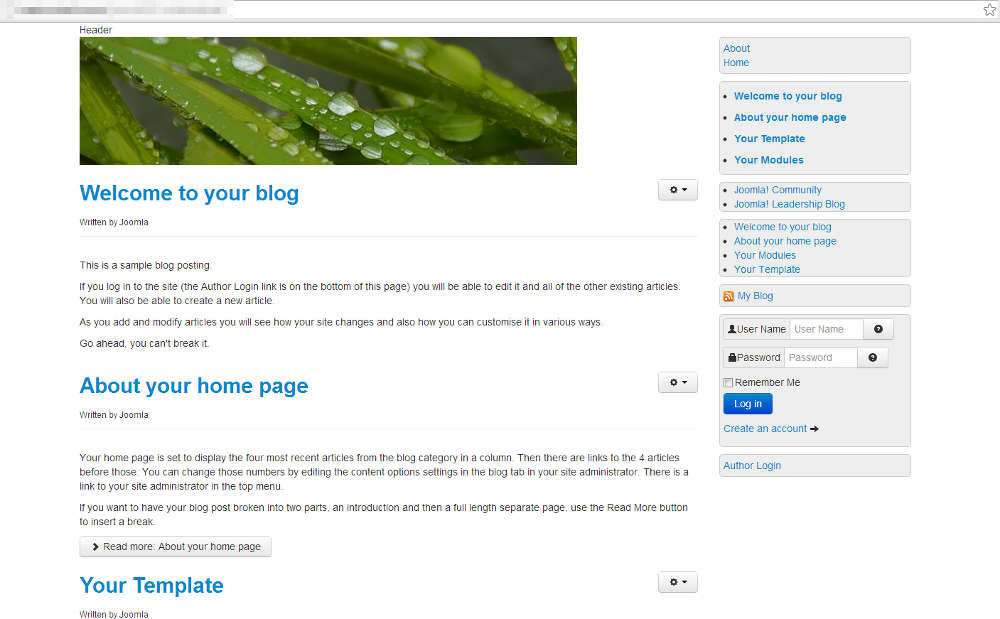 Header
Welcome to your blog
Written by Joomla
This is a sample blog posting.
If you log in to the site (the Author Login link is on the bottom of this page) you will be able to edit it and all of the other existing articles.
You will also be able to create a new article.
As you add and modify articles you will see how your site changes and also how you can customise it in various ways.
Go ahead, you can't break it.
About your home page
Written by Joomla
Your home page is set to display the four most recent articles from the blog category in a column. Then there are links to the 4 articles
before those. You can change those numbers by editing the content options settings in the blog tab in your site administrator. There is a
link to your site administrator in the top menu.
If you want to have your blog post broken into two parts, an introduction and then a full length separate page, use the Read More button
to insert a break.
Read more: About your home page
Your Template
Written by Joomla
About
Home
Welcome to your blog
About your home page
Your Template
Your Modules
Joomla! Community
Joomla! Leadership Blog
Welcome to your blog
About your home page
Your Modules
Your Template
My Blog
User Name User Name
Password Password
Remember Me
Log in
Create an account
Author Login